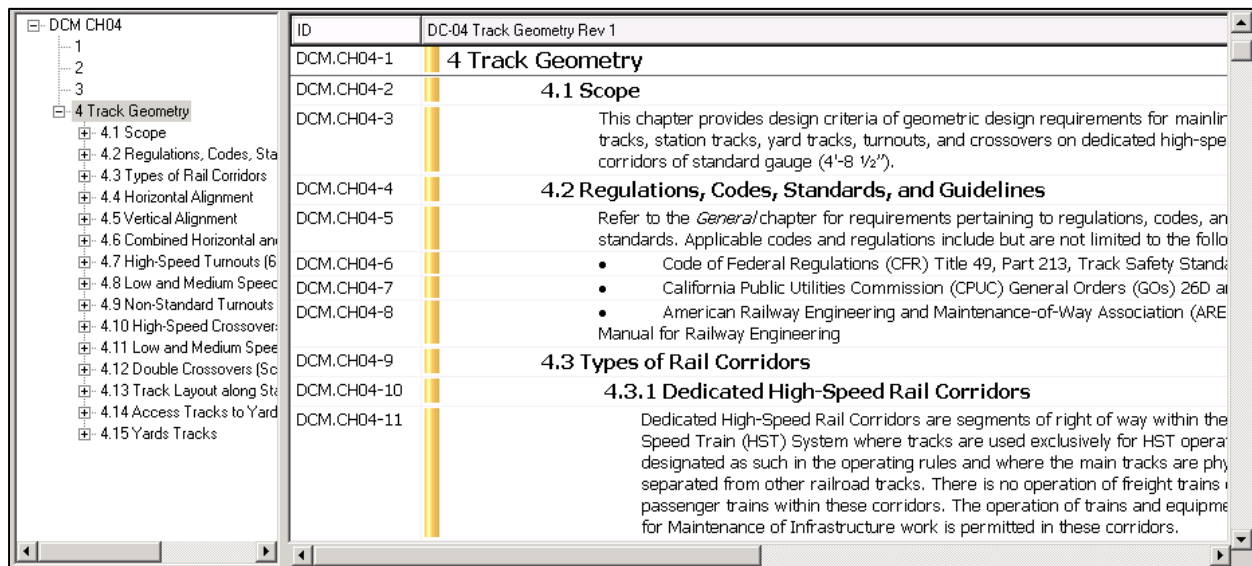 DCM CH04
1
2
3
4 Track Geometry
4.1 Scope
4.2 Regulations, Codes, Sta
4.3 Types of Rail Corridors
4.4 Horizontal Alignment
4.5 Vertical Alignment
4.6 Combined Horizontal an
4.7 High-Speed Turnouts (6
4.8 Low and Medium Speed
4.9 Non-Standard Turnouts
4.10 High-Speed Crossover
4.11 Low and Medium Spee
4.12 Double Crossovers (Sc
4.13 Track Layout along Sta
4.14 Access Tracks to Yard
4.15 Yards Tracks
ID DC-04 Track Geometry Rev 1
DCM.CH04-1 4 Track Geometry
DCM.CH04-2 4.1 Scope
DCM.CH04-3 This chapter provides design criteria of geometric design requirements for mainlin
tracks, station tracks, yard tracks, turnouts, and crossovers on dedicated high-spe
corridors of standard gauge (4'-8 ½").
DCM.CH04-4 4.2 Regulations, Codes, Standards, and Guidelines
DCM.CH04-5 Refer to the General chapter for requirements pertaining to regulations, codes, an
standards. Applicable codes and regulations include but are not limited to the follo
DCM.CH04-6 • Code of Federal Regulations (CFR) Title 49, Part 213, Track Safety Standa
DCM.CH04-7 • California Public Utilities Commission (CPUC) General Orders (GOs) 26D a
DCM.CH04-8 • American Railway Engineering and Maintenance-of-Way Association (ARE
Manual for Railway Engineering
DCM.CH04-9 4.3 Types of Rail Corridors
DCM.CH04-10 4.3.1 Dedicated High-Speed Rail Corridors
DCM.CH04-11 Dedicated High-Speed Rail Corridors are segments of right of way within the
Speed Train (HST) System where tracks are used exclusively for HST opera
designated as such in the operating rules and where the main tracks are phy
separated from other railroad tracks. There is no operation of freight trains
passenger trains within these corridors. The operation of trains and equipme
for Maintenance of Infrastructure work is permitted in these corridors.